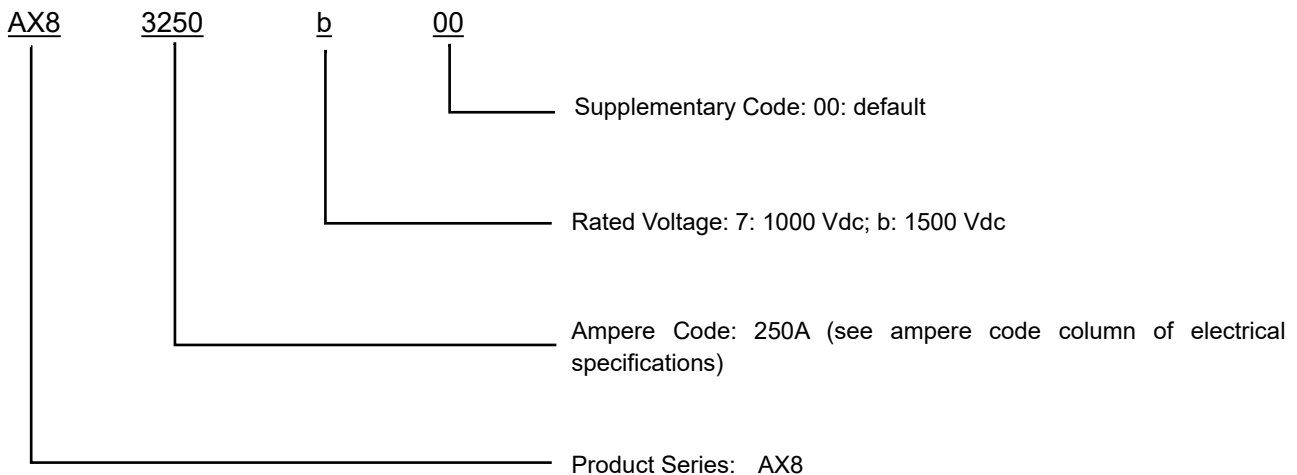 AX8 3250 b 00
Supplementary Code: 00: default
Rated Voltage: 7: 1000 Vdc; b: 1500 Vdc
Ampere Code: 250A (see ampere code column of electrical
specifications)
Product Series: AX8